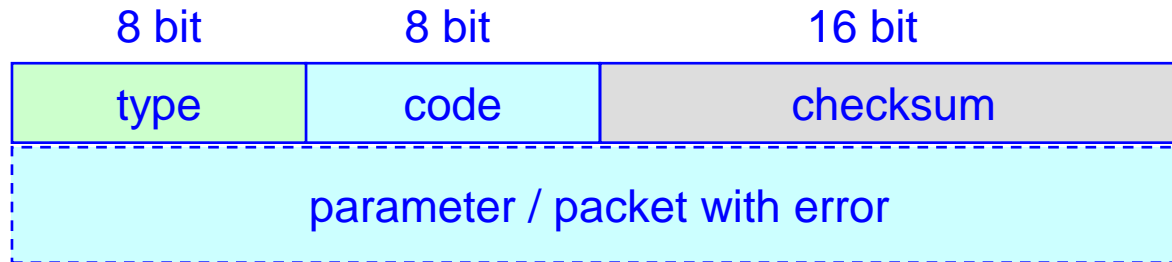 8 bit 8 bit 16 bit
type code checksum
parameter / packet with error